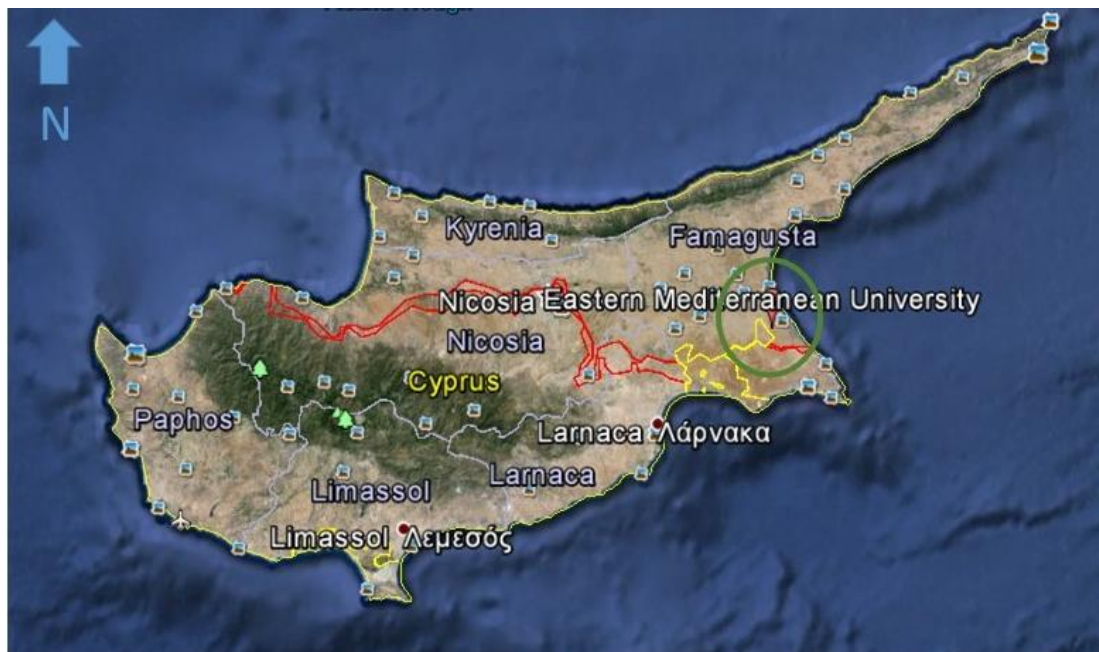 N
Kyrenia
Famagusta
Nicosia
Eastern Mediterranean University
Nicosia
Cyprus
Paphos
Larnaca Λάρνακα
Larnaca
Limassol
Limassol Λεμεσός